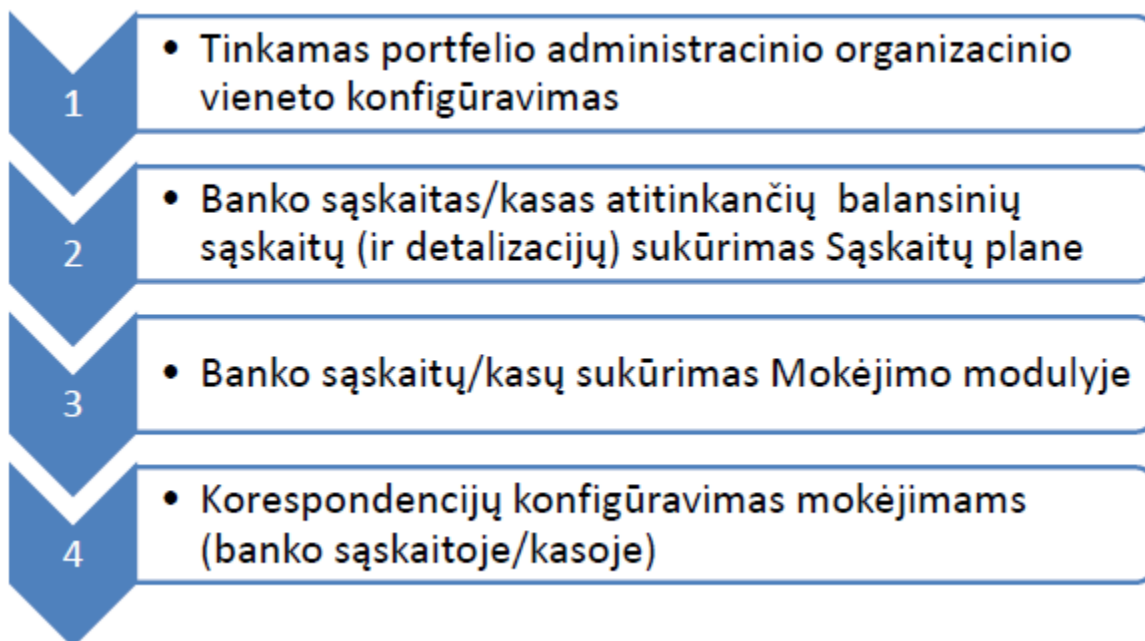 1
• Tinkamas portfelio administracinio organizacinio
vieneto konfigūravimas
2
• Banko sąskaitas/kasas atitinkančių balansinių
sąskaitų (ir detalizacijų) sukūrimas Sąskaitų plane
3
• Banko sąskaitų/kasų sukūrimas Mokėjimo modulyje
4
• Korespondencijų konfigūravimas mokėjimams
(banko sąskaitoje/kasoje)